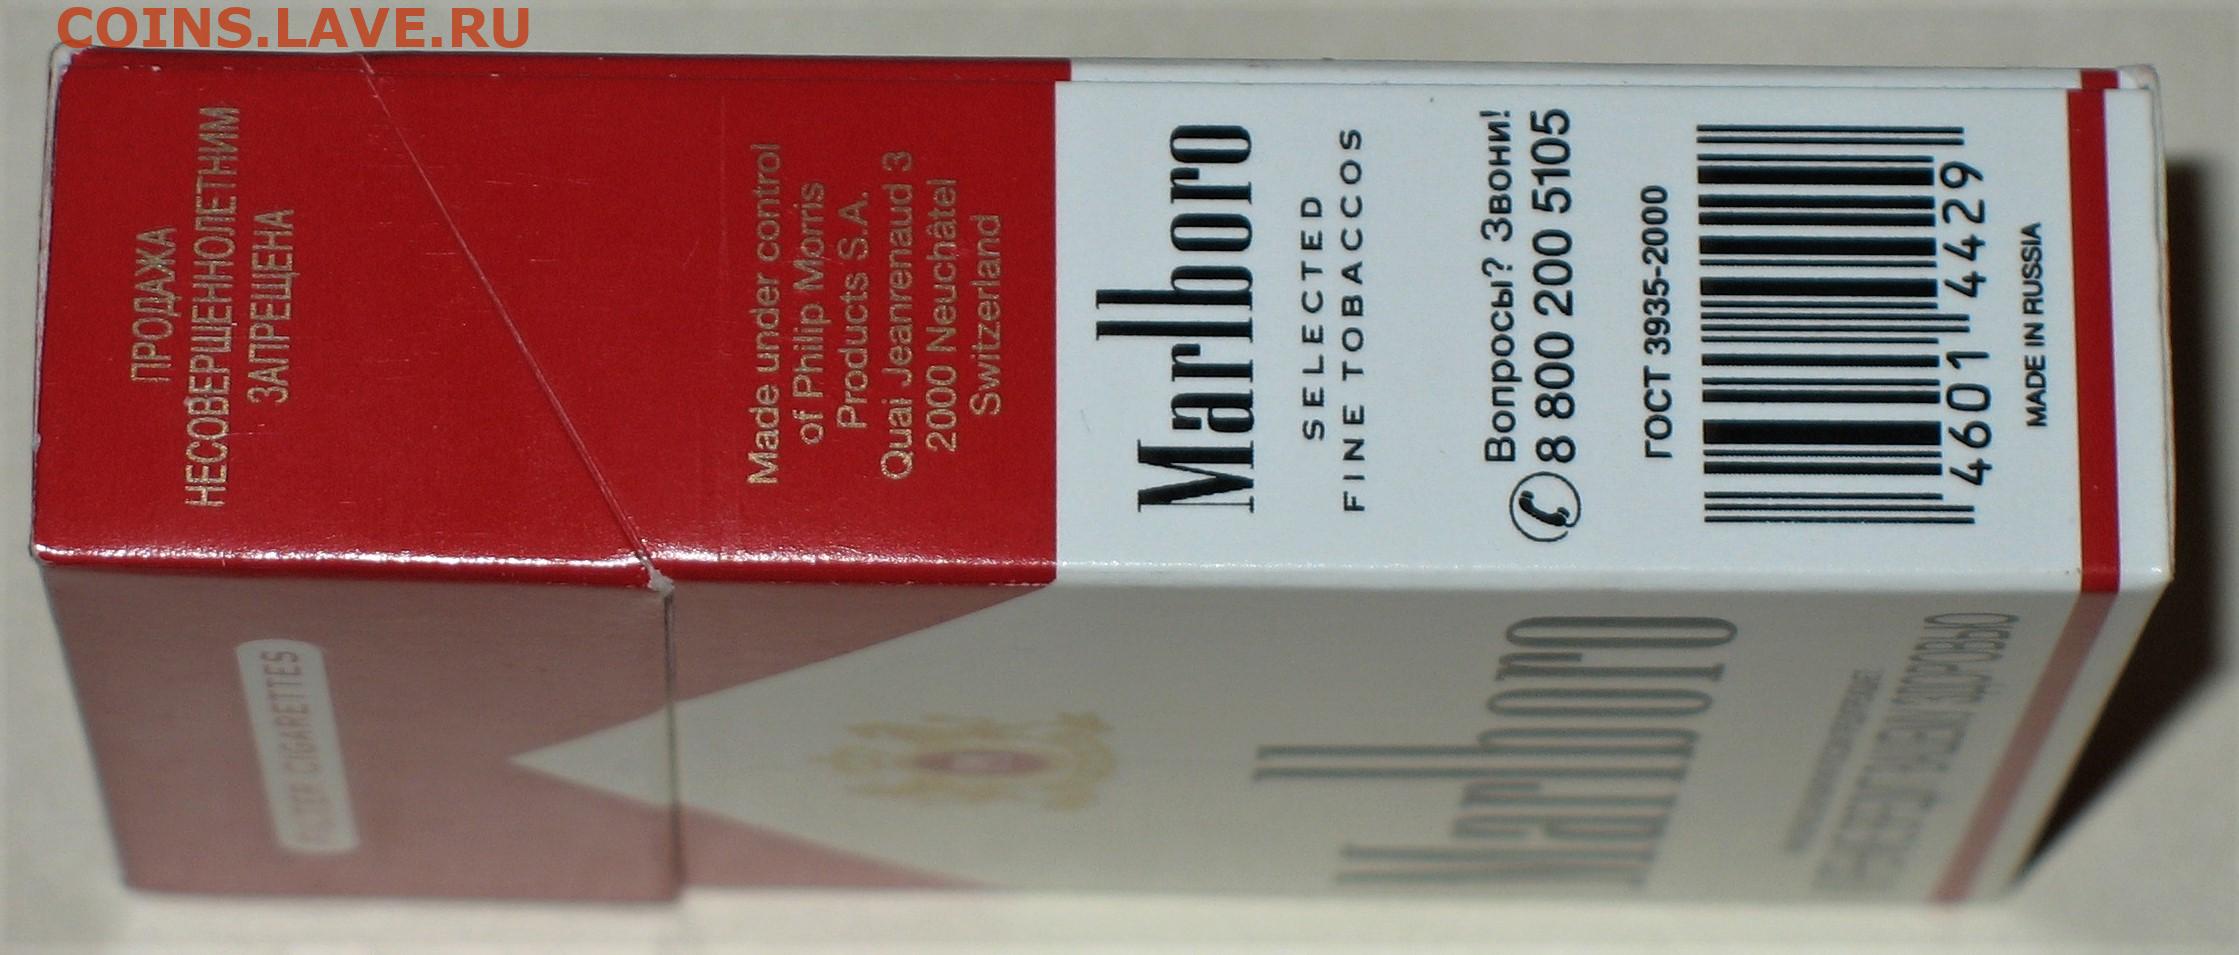 COINS.LAVE.RU
ПРОДАЖА
НЕСОВЕРШЕННОЛЕТНИМ
ЗАПРЕЩЕНА
Made under control
of Philip Morris
Products S.A.
Quai Jeanrenaud 3
2000 Neuchâtel
Switzerland
Marlboro
SELECTED
FINE TOBACCOS
Вопросы? Звони!
8 800 200 5105
ГОСТ 3935-2000
4601 4429
MADE IN RUSSIA
FILTER CIGARETTES
Marlboro
ЗДОРОВЬЮ